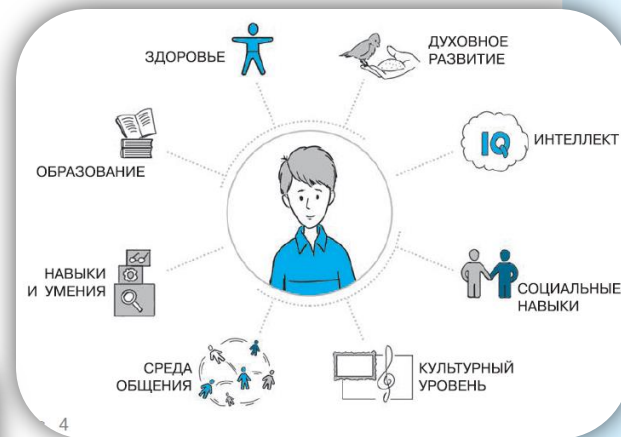 ЗДОРОВЬЕ
ДУХОВНОЕ
РАЗВИТИЕ
IQ
ИНТЕЛЛЕКТ
ОБРАЗОВАНИЕ
НАВЫКИ
И УМЕНИЯ
СОЦИАЛЬНЫЕ
НАВЫКИ
СРЕДА
ОБЩЕНИЯ
КУЛЬТУРНЫЙ
УРОВЕНЬ
4